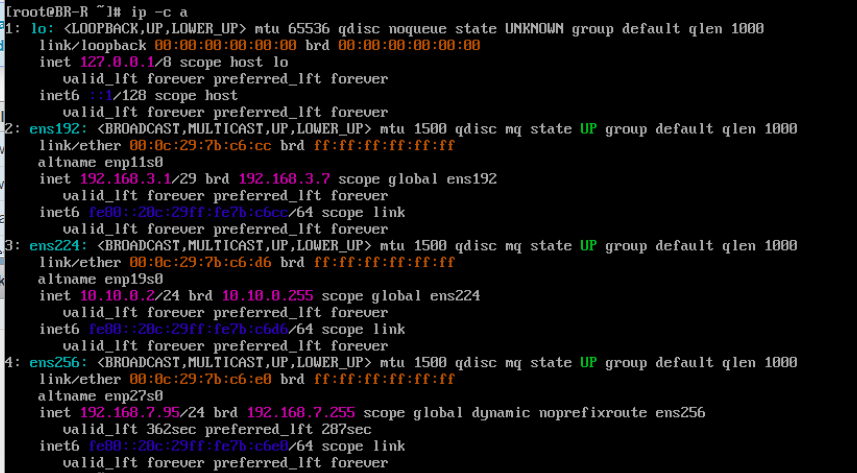 [root@BR-R ~]# ip -c a
1: lo: <LOOPBACK,UP,LOWER_UP> mtu 65536 qdisc noqueue state UNKNOWN group default qlen 1000
link/loopback 00:00:00:00:00:00 brd 00:00:00:00:00:00
inet 127.0.0.1/8 scope host lo
valid_lft forever preferred_lft forever
inet6 ::1/128 scope host
valid_lft forever preferred_lft forever
2: ens192: <BROADCAST,MULTICAST,UP,LOWER_UP> mtu 1500 qdisc mq state UP group default qlen 1000
link/ether 00:0c:29:7b:c6:cc brd ff:ff:ff:ff:ff:ff
altname enp11s0
inet 192.168.3.1/29 brd 192.168.3.7 scope global ens192
valid_lft forever preferred_lft forever
inet6 fe80::20c:29ff:fe7b:c6cc/64 scope link
valid_lft forever preferred_lft forever
3: ens224: <BROADCAST,MULTICAST,UP,LOWER_UP> mtu 1500 qdisc mq state UP group default qlen 1000
link/ether 00:0c:29:7b:c6:d6 brd ff:ff:ff:ff:ff:ff
altname enp19s0
inet 10.10.0.2/24 brd 10.10.0.255 scope global ens224
valid_lft forever preferred_lft forever
inet6 fe80::20c:29ff:fe7b:c6d6/64 scope link
valid_lft forever preferred_lft forever
4: ens256: <BROADCAST,MULTICAST,UP,LOWER_UP> mtu 1500 qdisc mq state UP group default qlen 1000
link/ether 00:0c:29:7b:c6:e0 brd ff:ff:ff:ff:ff:ff
altname enp27s0
inet 192.168.7.95/24 brd 192.168.7.255 scope global dynamic noprefixroute ens256
valid_lft 362sec preferred_lft 287sec
inet6 fe80::20c:29ff:fe7b:c6e0/64 scope link
valid_lft forever preferred_lft forever